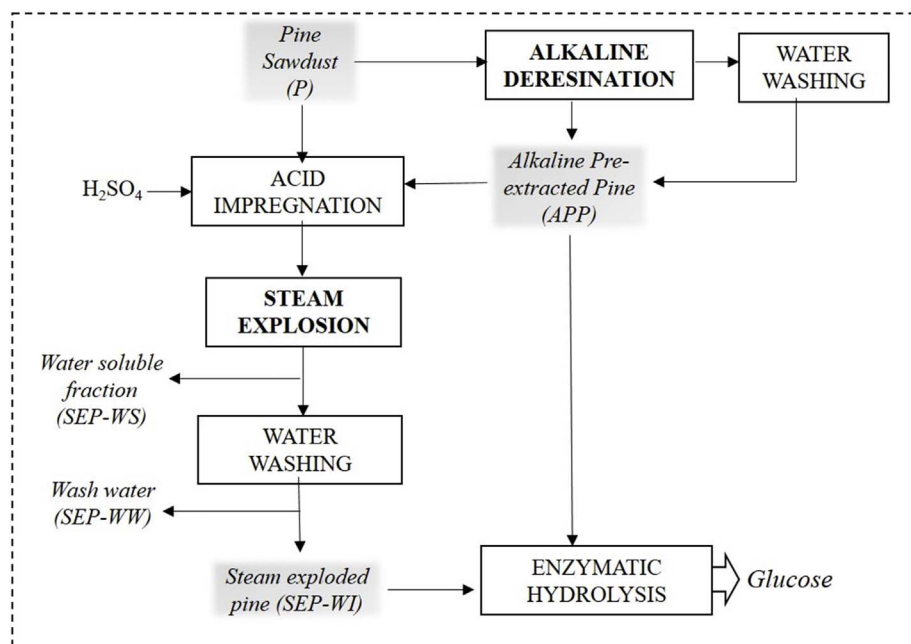 Pine
Sawdust
(P)
ALKALINE
DERESINATION
WATER
WASHING
H₂SO₄
ACID
IMPREGNATION
Alkaline Pre-
extracted Pine
(APP)
STEAM
EXPLOSION
Water soluble
fraction
(SEP-WS)
WATER
WASHING
Wash water
(SEP-WW)
Steam exploded
pine (SEP-WI)
ENZYMATIC
HYDROLYSIS
Glucose